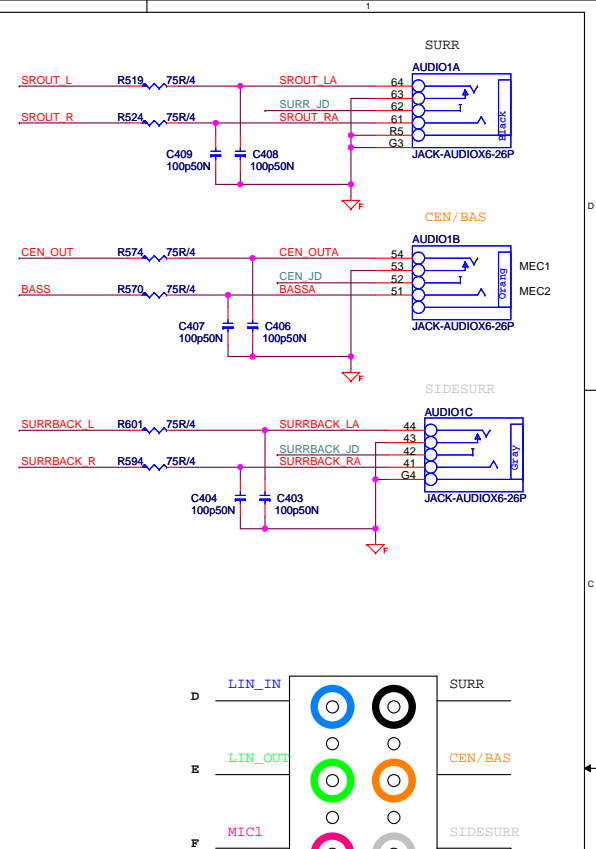 1
SURR
AUDIO1A
SROUT_L R519 75R/4 SROUT_LA 64
63
SURR_JD 62
SROUT_R R524 75R/4 SROUT_RA 61
R5
G3
Black
C409 C408
100p50N 100p50N
JACK-AUDIOX6-26P
F
D
CEN/BAS
AUDIO1B
CEN_OUT R574 75R/4 CEN_OUTA 54
53 MEC1
CEN_JD 52
BASS R570 75R/4 BASSA 51 MEC2
Orang
C407 C406
100p50N 100p50N
JACK-AUDIOX6-26P
F
SIDESURR
AUDIO1C
SURRBACK_L R601 75R/4 SURRBACK_LA 44
43
SURRBACK_JD 42
SURRBACK_R R594 75R/4 SURRBACK_RA 41
G4
Gray
C404 C403
100p50N 100p50N
JACK-AUDIOX6-26P
F
C
D LIN_IN SURR
E LIN_OUT CEN/BAS
F MIC1 SIDESURR